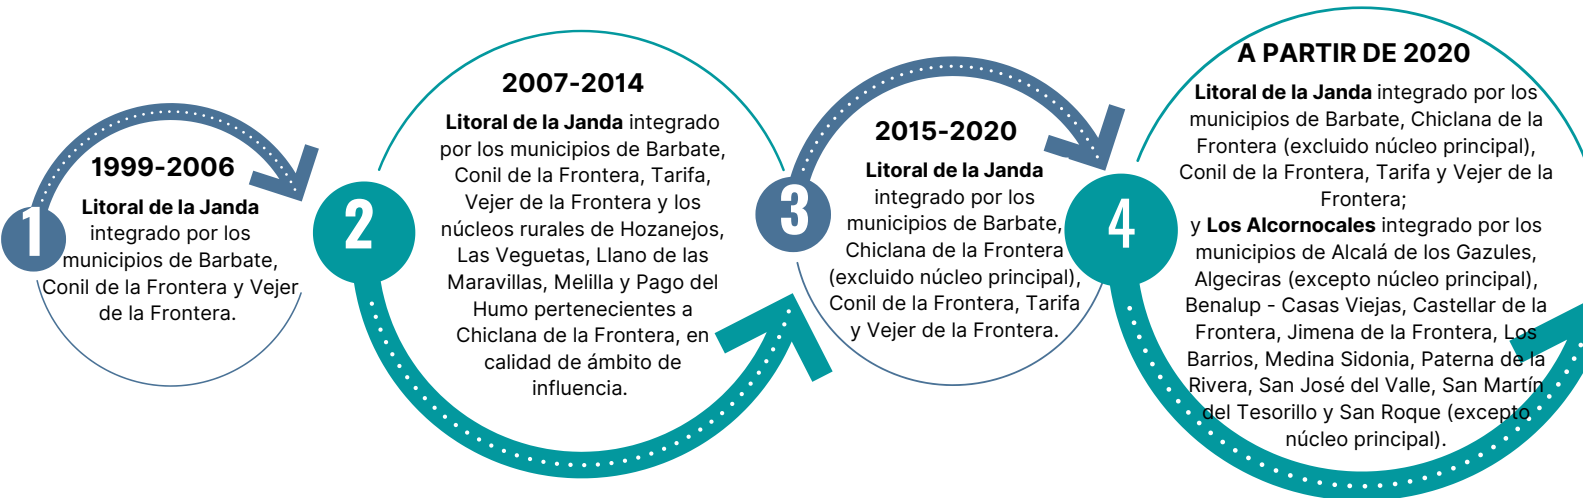 1
1999-2006
Litoral de la Janda
integrado por los
municipios de Barbate,
Conil de la Frontera y Vejer
de la Frontera.
2
2007-2014
Litoral de la Janda integrado
por los municipios de Barbate,
Conil de la Frontera, Tarifa,
Vejer de la Frontera y los
núcleos rurales de Hozanejos,
Las Veguetas, Llano de las
Maravillas, Melilla y Pago del
Humo pertenecientes a
Chiclana de la Frontera, en
calidad de ámbito de
influencia.
3
2015-2020
Litoral de la Janda
integrado por los
municipios de Barbate,
Chiclana de la Frontera
(excluido núcleo principal),
Conil de la Frontera, Tarifa
y Vejer de la Frontera.
4
A PARTIR DE 2020
Litoral de la Janda integrado por los
municipios de Barbate, Chiclana de la
Frontera (excluido núcleo principal),
Conil de la Frontera, Tarifa y Vejer de la
Frontera;
y Los Alcornocales integrado por los
municipios de Alcalá de los Gazules,
Algeciras (excepto núcleo principal),
Benalup - Casas Viejas, Castellar de la
Frontera, Jimena de la Frontera, Los
Barrios, Medina Sidonia, Paterna de la
Rivera, San José del Valle, San Martín
del Tesorillo y San Roque (excepto
núcleo principal).